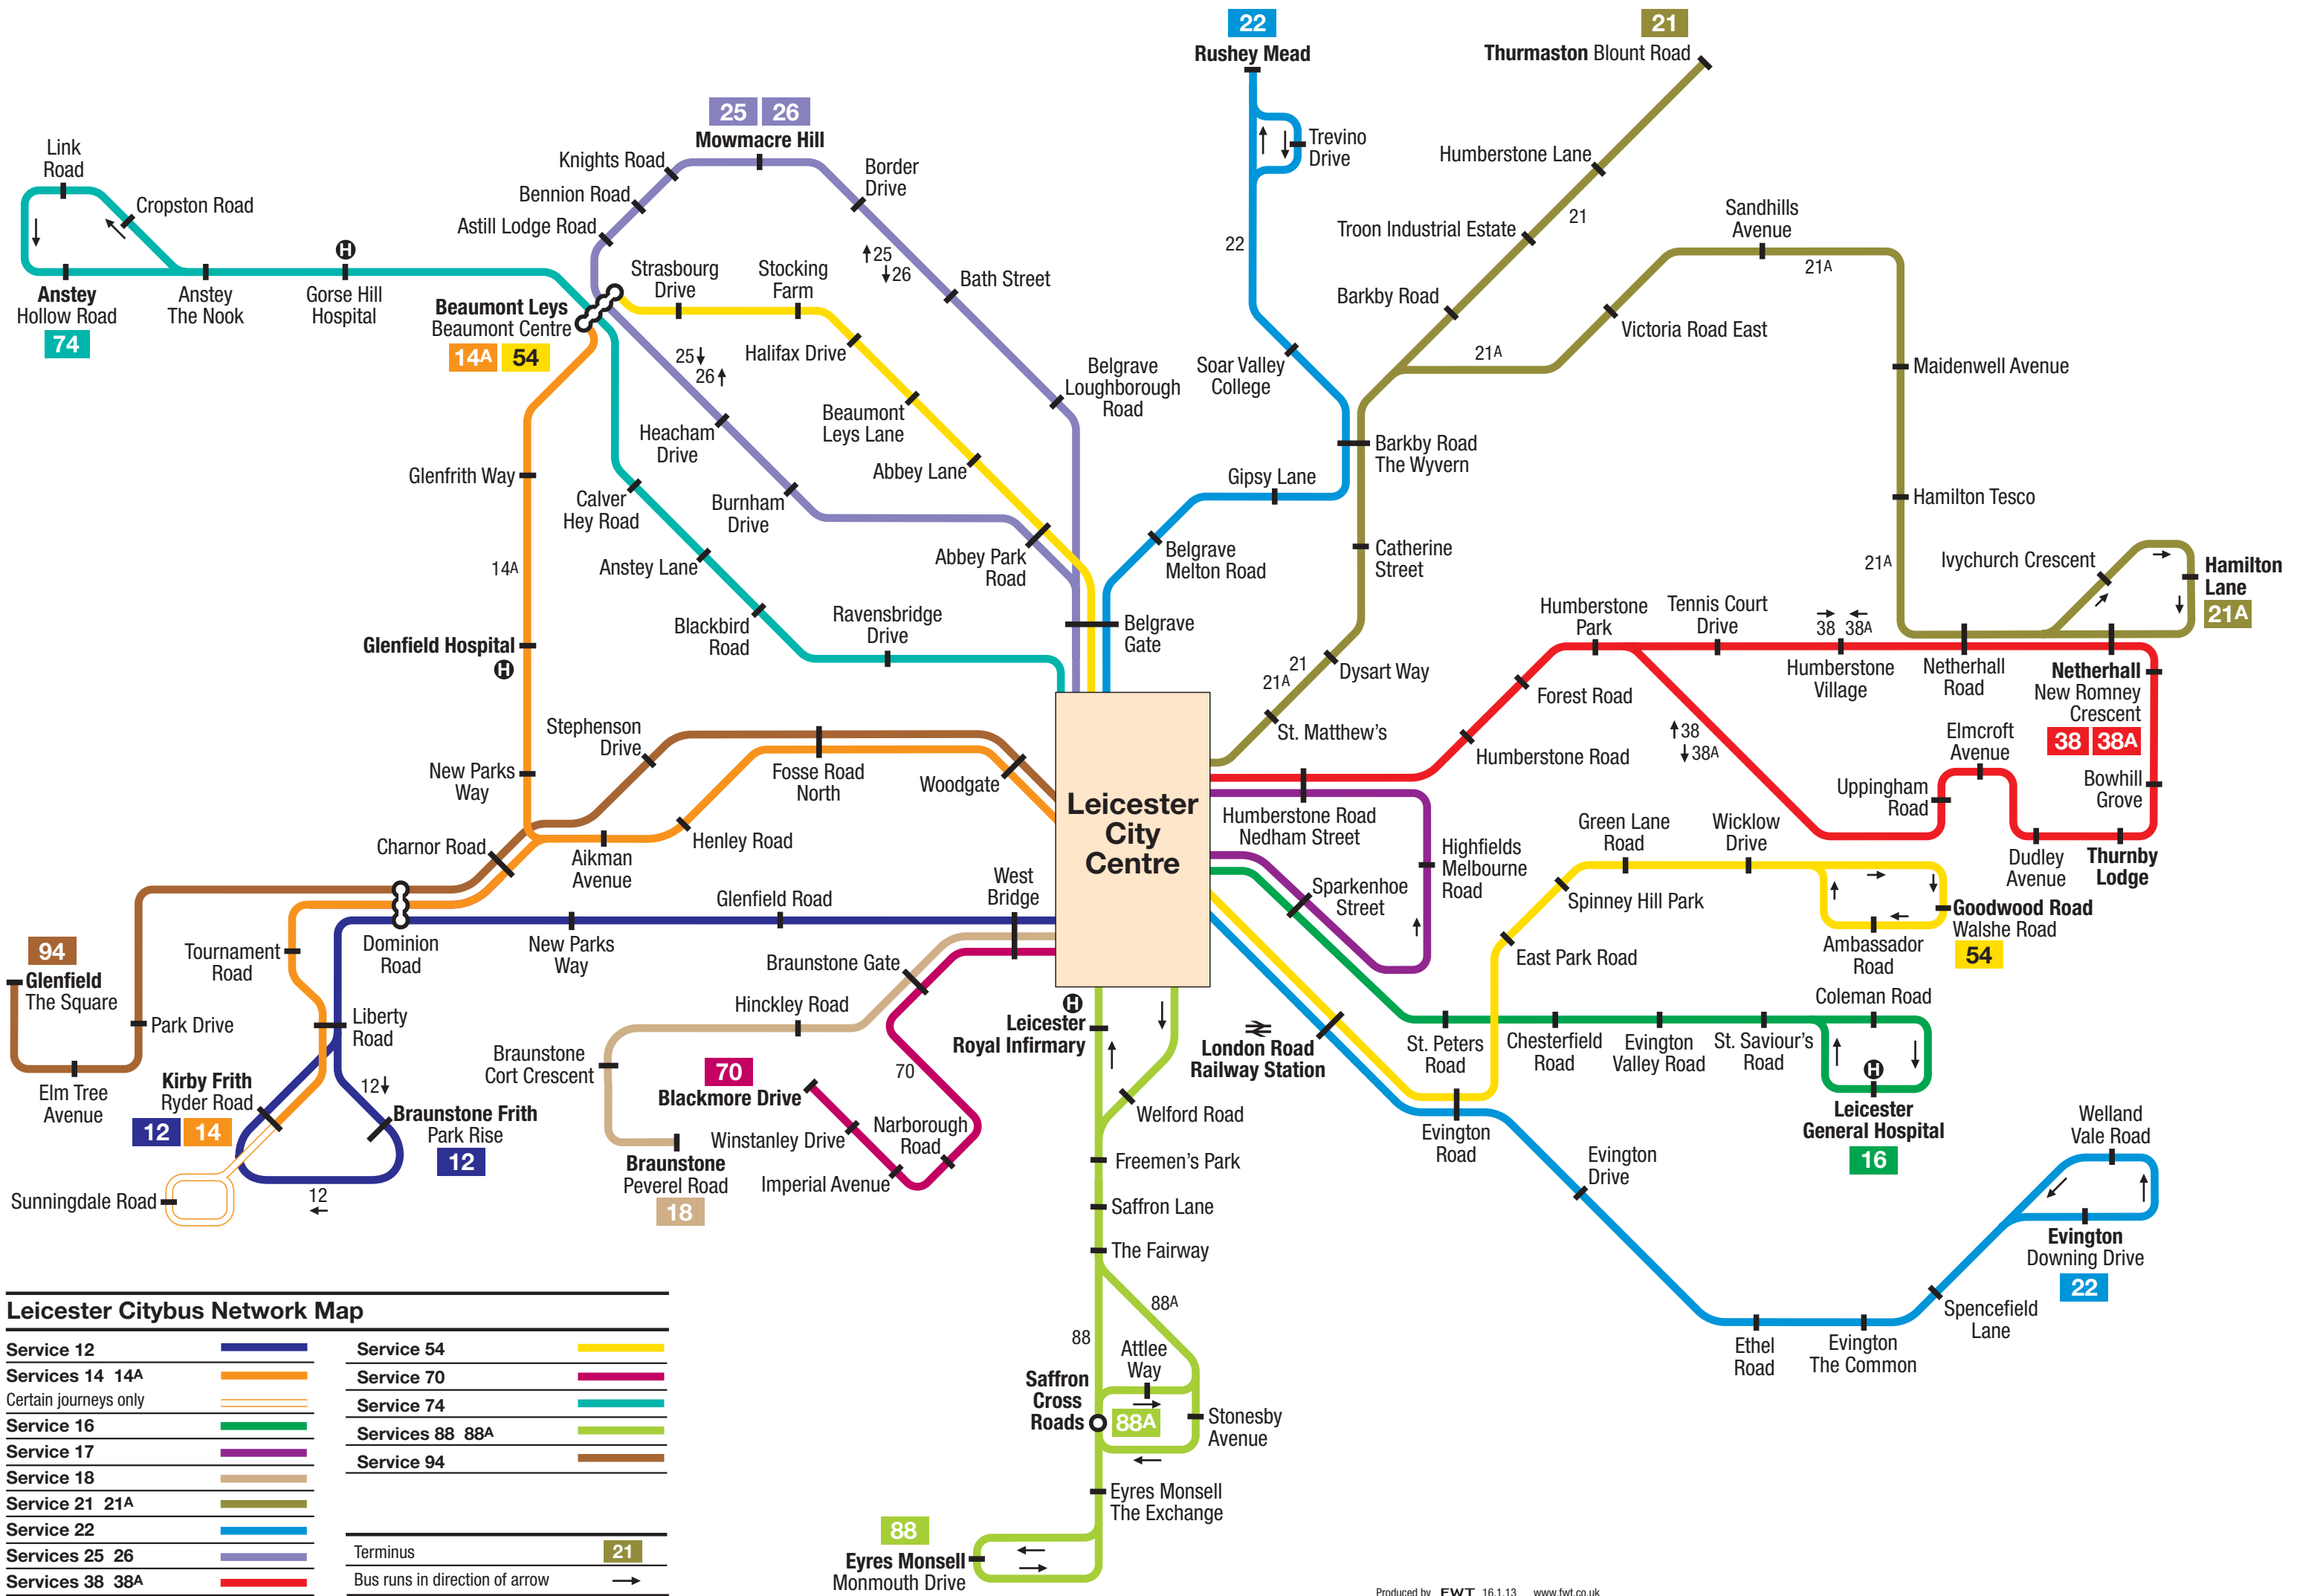 22
Rushey Mead
21
Thurmaston Blount Road
25 26
Mowmacre Hill
Link
Road
Cropston Road
Anstey
Hollow Road
74
Anstey
The Nook
H
Gorse Hill
Hospital
Knights Road
Bennion Road
Astill Lodge Road
Border
Drive
↑25
↓26
Bath Street
Belgrave
Loughborough
Road
Beaumont Leys
Beaumont Centre
14A 54
Strasbourg
Drive
Stocking
Farm
Halifax Drive
Beaumont
Leys Lane
Abbey Lane
25↓
26↑
Heacham
Drive
Burnham
Drive
Abbey Park
Road
Calver
Hey Road
Anstey Lane
Blackbird
Road
Ravensbridge
Drive
Belgrave
Gate
Trevino
Drive
22
Soar Valley
College
Gipsy Lane
Belgrave
Melton Road
Humberstone Lane
21
Troon Industrial Estate
Barkby Road
Barkby Road
The Wyvern
21A
Victoria Road East
Sandhills
Avenue
21A
Maidenwell Avenue
Hamilton Tesco
21A
Ivychurch Crescent
Hamilton
Lane
21A
Catherine
Street
Dysart Way
21
21A
St. Matthew's
Glenfrith Way
14A
Glenfield Hospital
H
New Parks
Way
Stephenson
Drive
Fosse Road
North
Woodgate
Charnor Road
Aikman
Avenue
Henley Road
Leicester
City
Centre
Humberstone
Park
Tennis Court
Drive
38 38A
Humberstone
Village
Netherhall
Road
Netherhall
New Romney
Crescent
38 38A
Forest Road
Humberstone Road
↑38
↓38A
Elmcroft
Avenue
Uppingham
Road
Bowhill
Grove
Dudley
Avenue
Thurnby
Lodge
Humberstone Road
Nedham Street
Highfields
Melbourne
Road
Sparkenhoe
Street
Green Lane
Road
Wicklow
Drive
Spinney Hill Park
East Park Road
Goodwood Road
Walshe Road
54
Ambassador
Road
Coleman Road
St. Peters
Road
Chesterfield
Road
Evington
Valley Road
St. Saviour's
Road
H
Leicester
General Hospital
16
94
Glenfield
The Square
Park Drive
Elm Tree
Avenue
Tournament
Road
Dominion
Road
New Parks
Way
Glenfield Road
West
Bridge
Liberty
Road
Kirby Frith
Ryder Road
12 14
12↓
Braunstone Frith
Park Rise
12
12
Sunningdale Road
Braunstone Gate
Hinckley Road
Braunstone
Cort Crescent
Braunstone
Peverel Road
18
70
Blackmore Drive
70
Winstanley Drive
Narborough
Road
Imperial Avenue
H
Leicester
Royal Infirmary
London Road
Railway Station
Welford Road
Freemen's Park
Saffron Lane
The Fairway
88A
88
Attlee
Way
Saffron
Cross
Roads
88A
Stonesby
Avenue
Eyres Monsell
The Exchange
88
Eyres Monsell
Monmouth Drive
Evington
Road
Evington
Drive
Ethel
Road
Evington
The Common
Spencefield
Lane
Welland
Vale Road
Evington
Downing Drive
22
Leicester Citybus Network Map
Service 12
Services 14 14A
Certain journeys only
Service 16
Service 17
Service 18
Service 21 21A
Service 22
Services 25 26
Services 38 38A
Service 54
Service 70
Service 74
Services 88 88A
Service 94
Terminus 21
Bus runs in direction of arrow →
Produced by FWT 16.1.13 www.fwt.co.uk